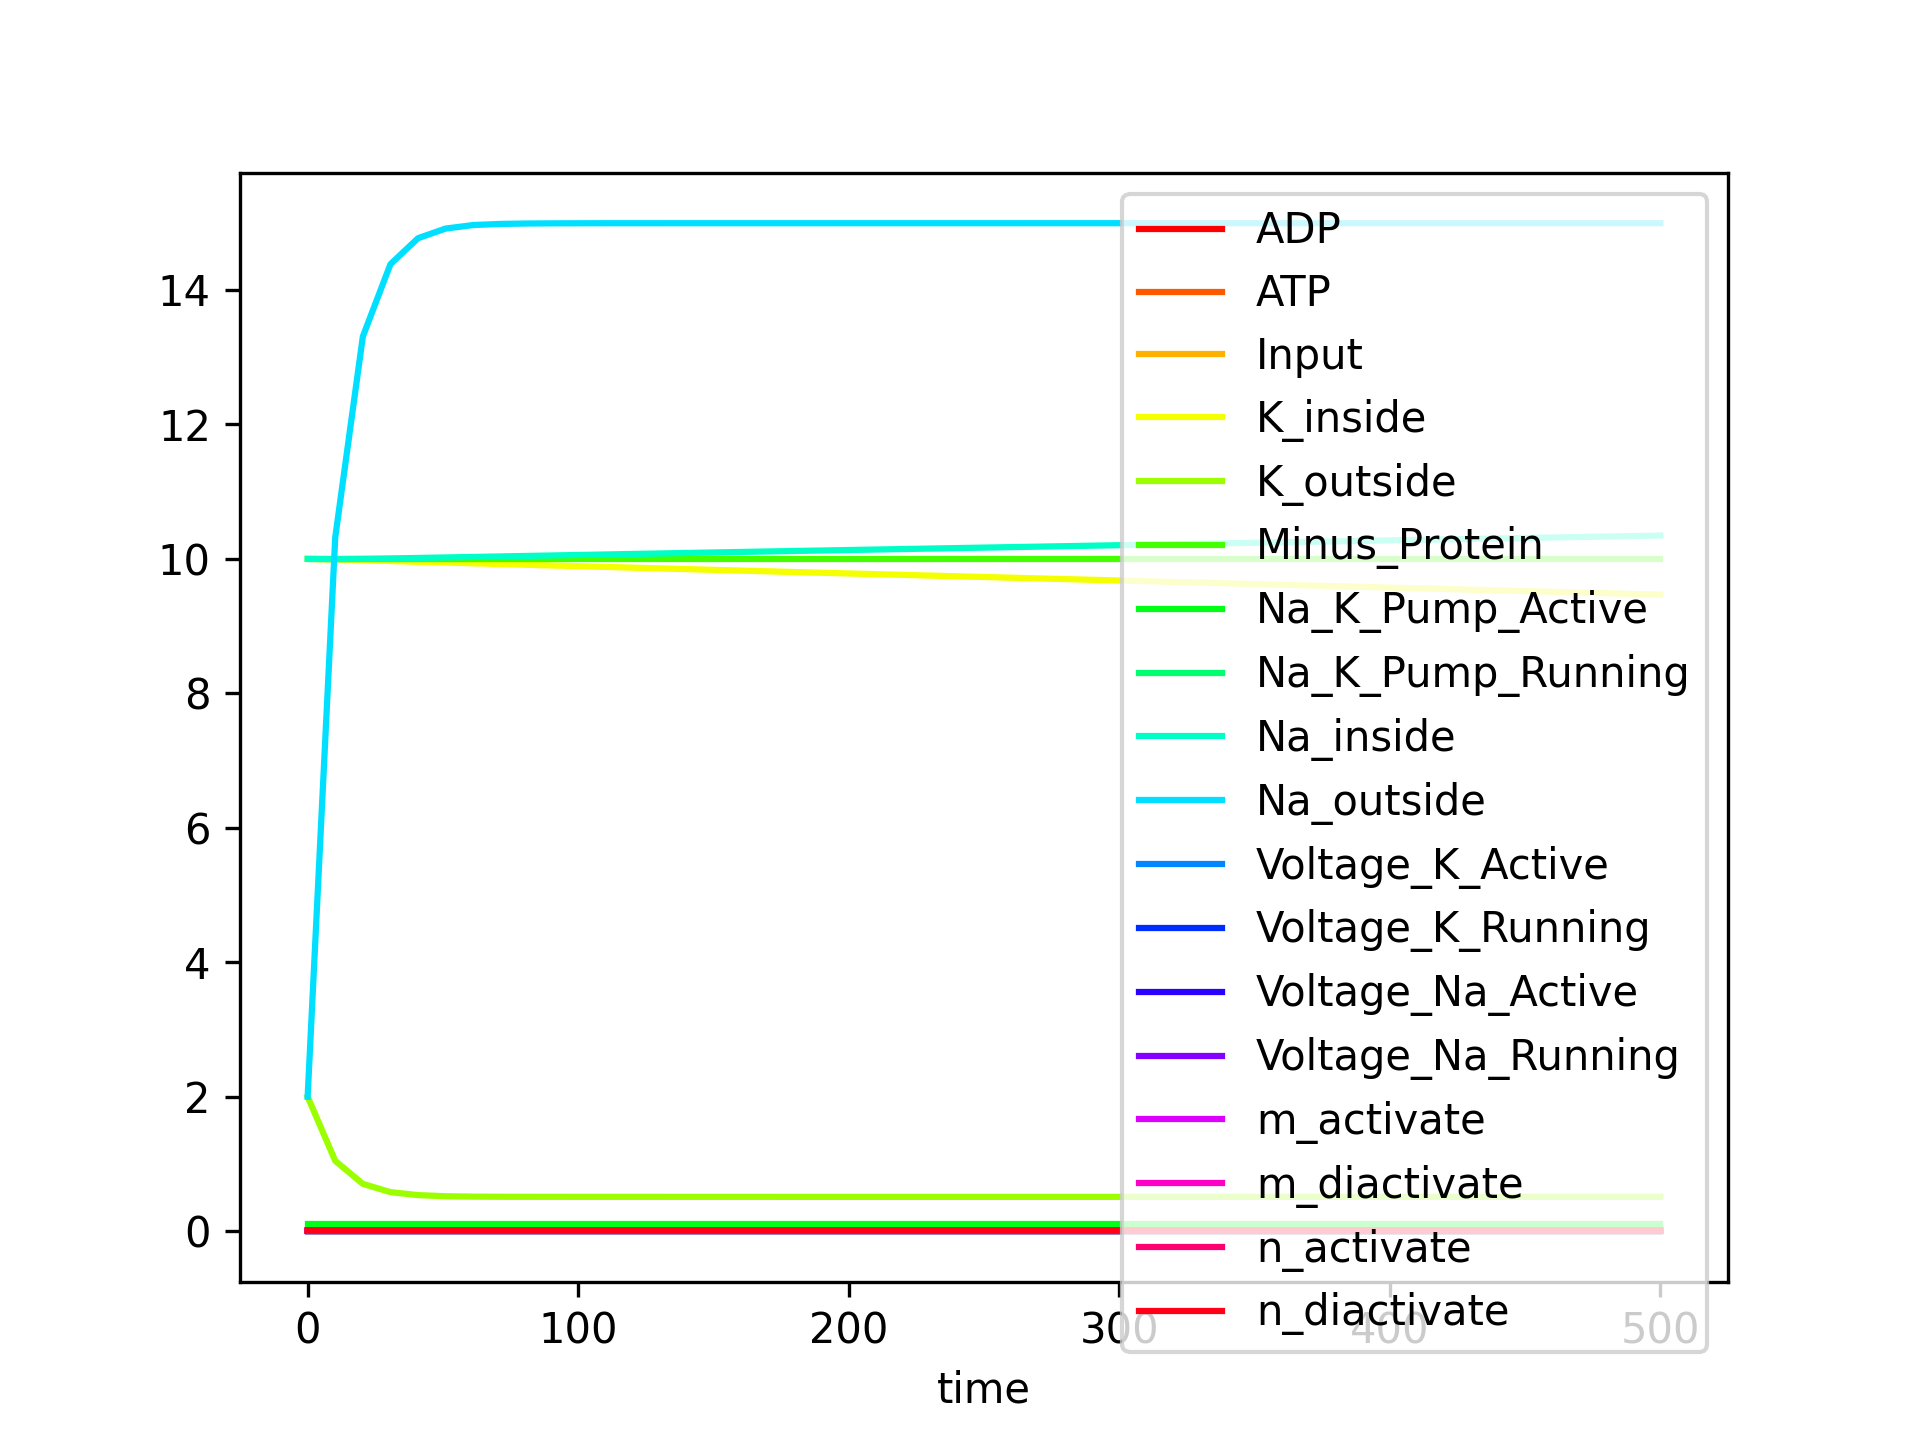 14
12
10
8
6
4
2
0
0 100 200 300 400 500
time
ADP
ATP
Input
K_inside
K_outside
Minus_Protein
Na_K_Pump_Active
Na_K_Pump_Running
Na_inside
Na_outside
Voltage_K_Active
Voltage_K_Running
Voltage_Na_Active
Voltage_Na_Running
m_activate
m_diactivate
n_activate
n_diactivate